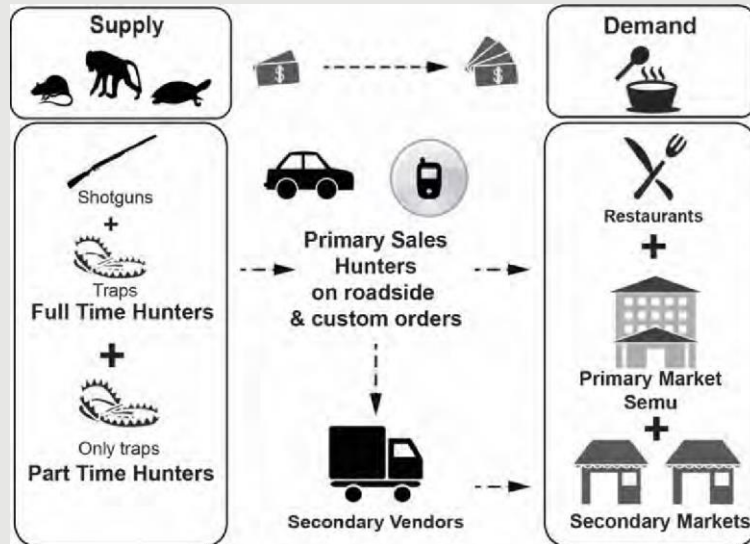 Supply
$
$
Demand
Shotguns
+
Traps
Full Time Hunters
+
Only traps
Part Time Hunters
Primary Sales
Hunters
on roadside
& custom orders
Secondary Vendors
Restaurants
+
Primary Market
Semu
+
Secondary Markets